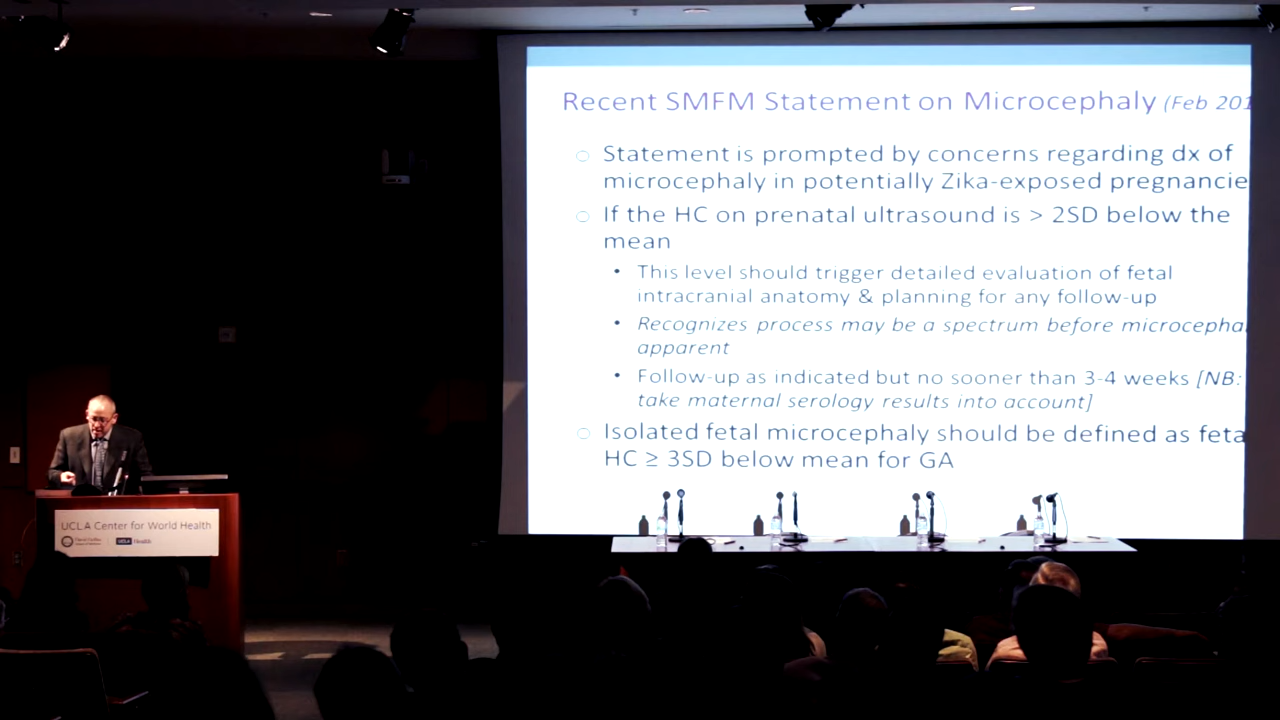 Recent SMFM Statement on Microcephaly (Feb 201
Statement is prompted by concerns regarding dx of
microcephaly in potentially Zika-exposed pregnancie
If the HC on prenatal ultrasound is > 2SD below the
mean
This level should trigger detailed evaluation of fetal
intracranial anatomy & planning for any follow-up
Recognizes process may be a spectrum before microcephal
apparent
Follow-up as indicated but no sooner than 3-4 weeks [NB:
take maternal serology results into account]
Isolated fetal microcephaly should be defined as feta
HC ≥ 3SD below mean for GA
UCLA Center for World Health
UCLA Health